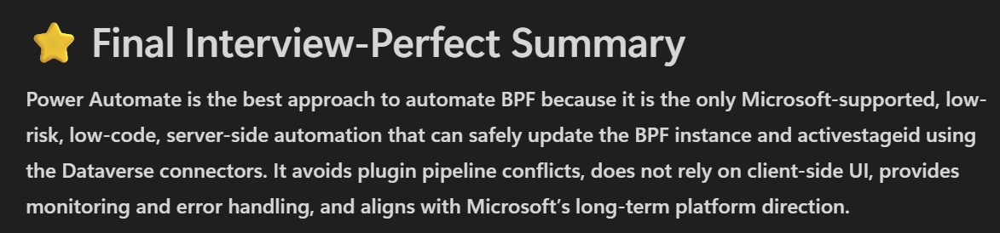 ⭐ Final Interview-Perfect Summary
Power Automate is the best approach to automate BPF because it is the only Microsoft-supported, low-
risk, low-code, server-side automation that can safely update the BPF instance and activestageid using
the Dataverse connectors. It avoids plugin pipeline conflicts, does not rely on client-side UI, provides
monitoring and error handling, and aligns with Microsoft’s long-term platform direction.